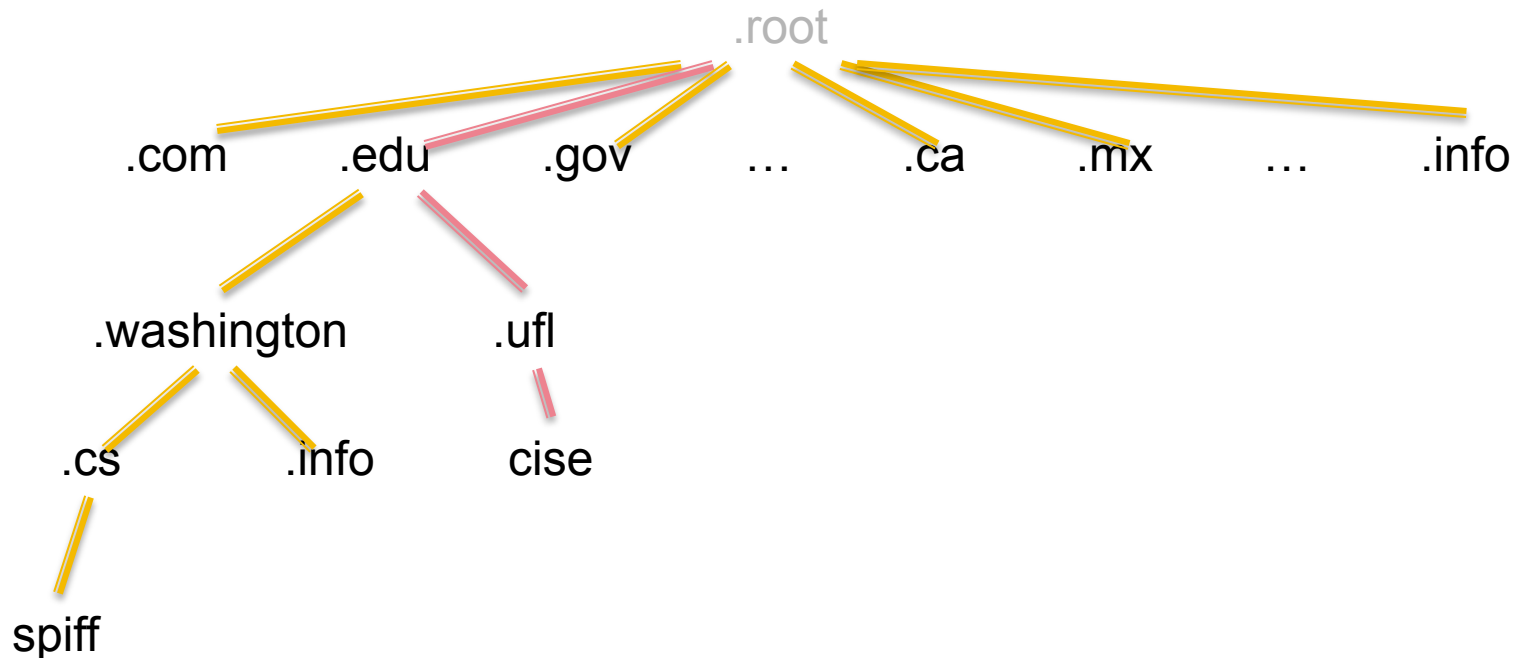 .root
.com .edu .gov … .ca .mx … .info
.washington .ufl
.cs .info cise
spiff